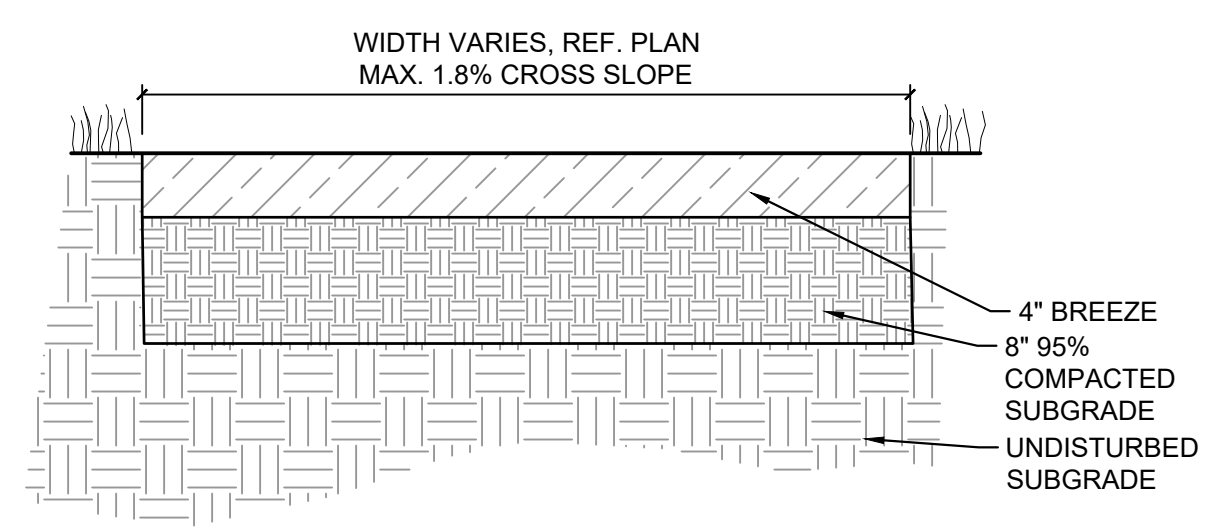 WIDTH VARIES, REF. PLAN
MAX. 1.8% CROSS SLOPE
4" BREEZE
8" 95%
COMPACTED
SUBGRADE
UNDISTURBED
SUBGRADE